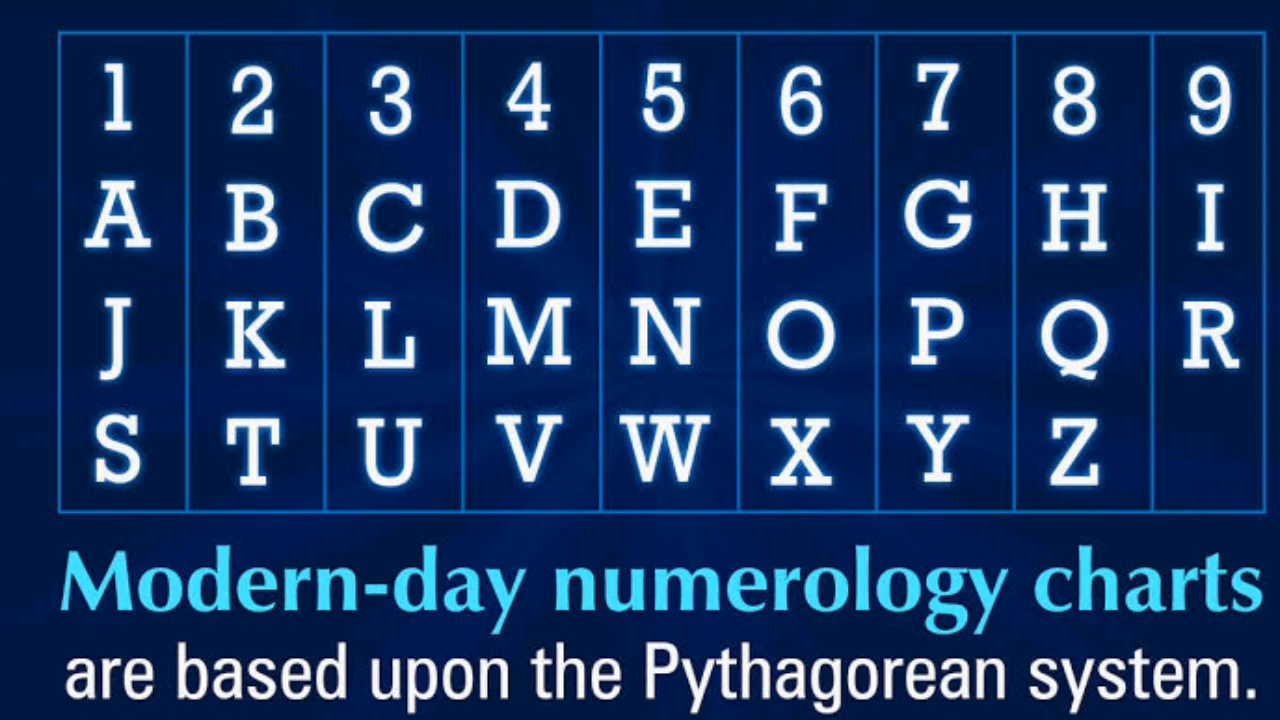 1 2 3 4 5 6 7 8 9
A B C D E F G H I
J K L M N O P Q R
S T U V W X Y Z
Modern-day numerology charts
are based upon the Pythagorean system.